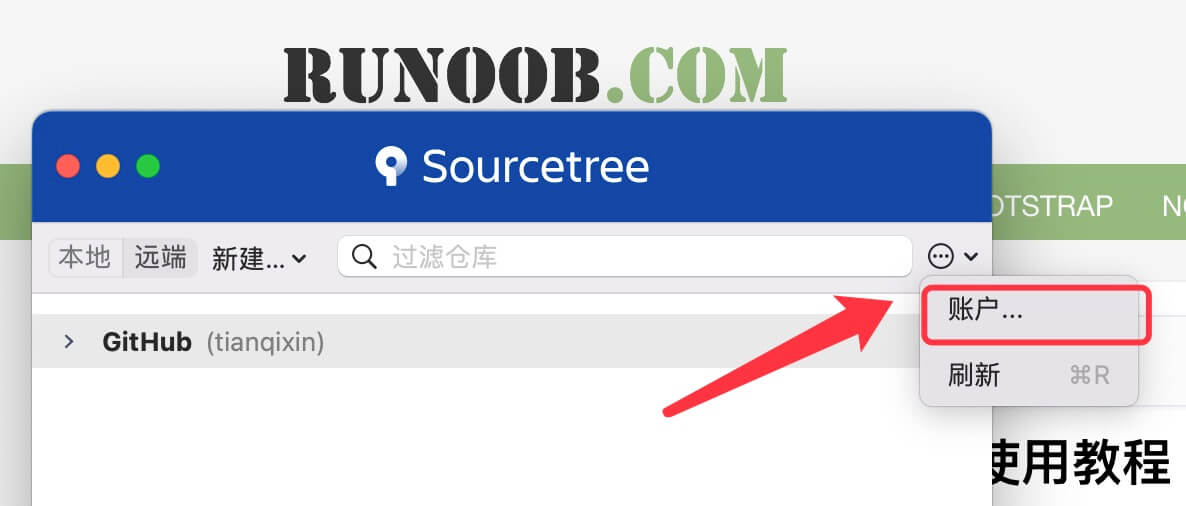 RUNOOB.COM
Sourcetree
OTSTRAP
本地 远端 新建... 过滤仓库
账户...
GitHub (tianqixin)
刷新 ⌘R
使用教程